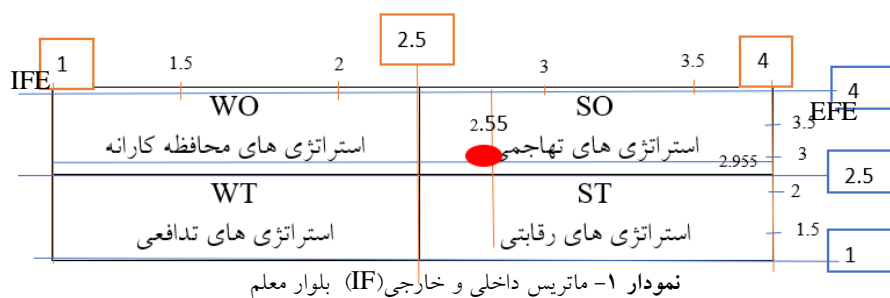 1 1.5 2 2.5 3 3.5 4
IFE 4
WO SO EFE
2.55 3.5
استراتژی های محافظه کارانه استراتژی های تهاجمی
2.955 3
2.5
WT ST 2
استراتژی های تدافعی استراتژی های رقابتی 1.5
1
نمودار ۱- ماتریس داخلی و خارجی(IF) بلوار معلم